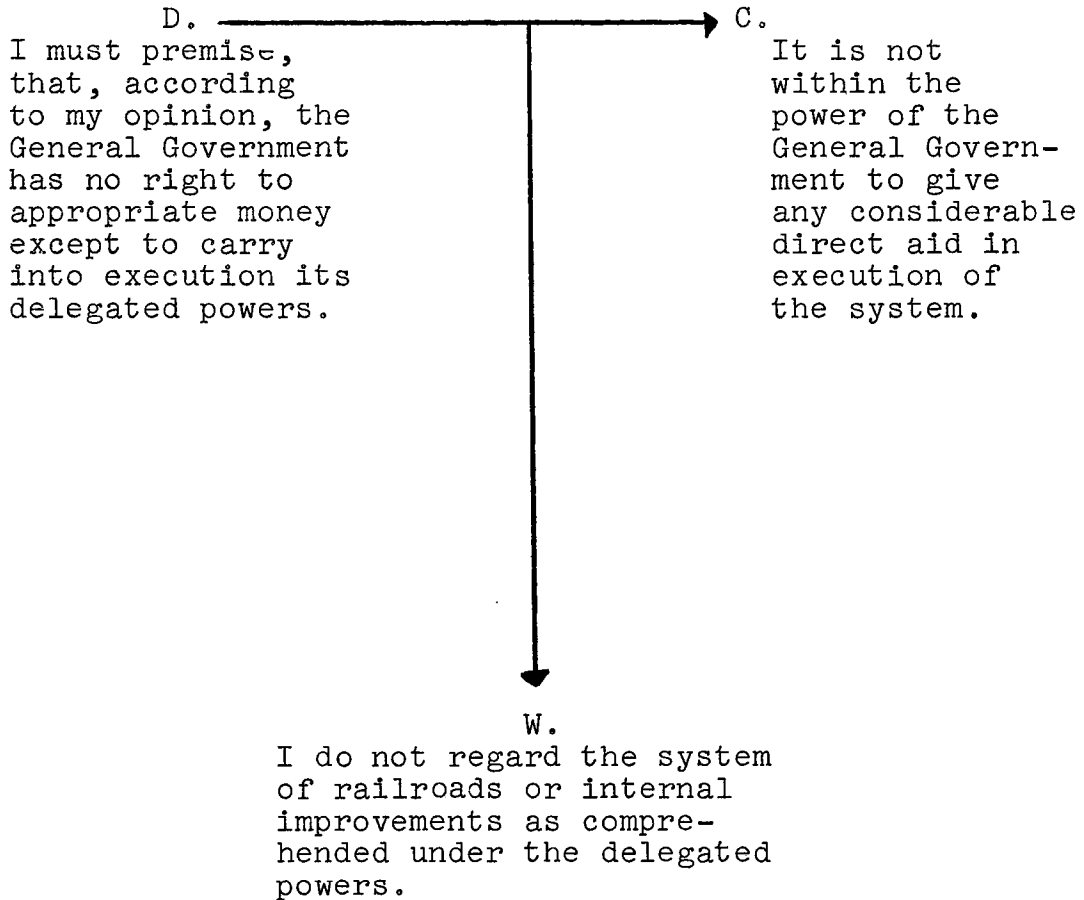 D.
I must premise,
that, according
to my opinion, the
General Government
has no right to
appropriate money
except to carry
into execution its
delegated powers.
C.
It is not
within the
power of the
General Govern-
ment to give
any considerable
direct aid in
execution of
the system.
W.
I do not regard the system
of railroads or internal
improvements as compre-
hended under the delegated
powers.